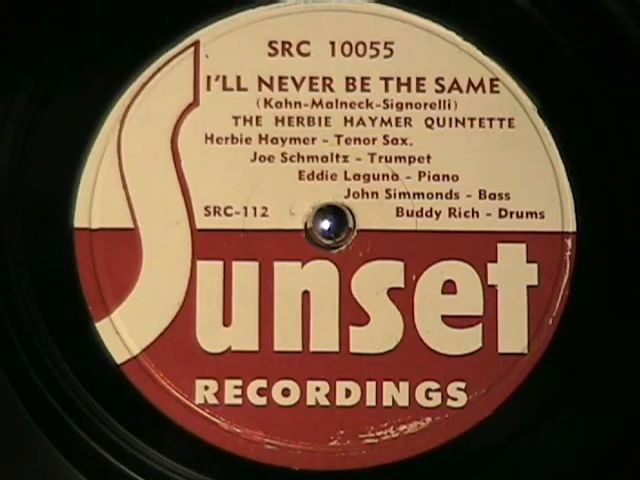 SRC 10055
I'LL NEVER BE THE SAME
(Kahn-Malneck-Signorelli)
THE HERBIE HAYMER QUINTETTE
Herbie Haymer - Tenor Sax.
Joe Schmaltz - Trumpet
Eddie Laguna - Piano
John Simmonds - Bass
SRC-112 Buddy Rich - Drums
Sunset
RECORDINGS